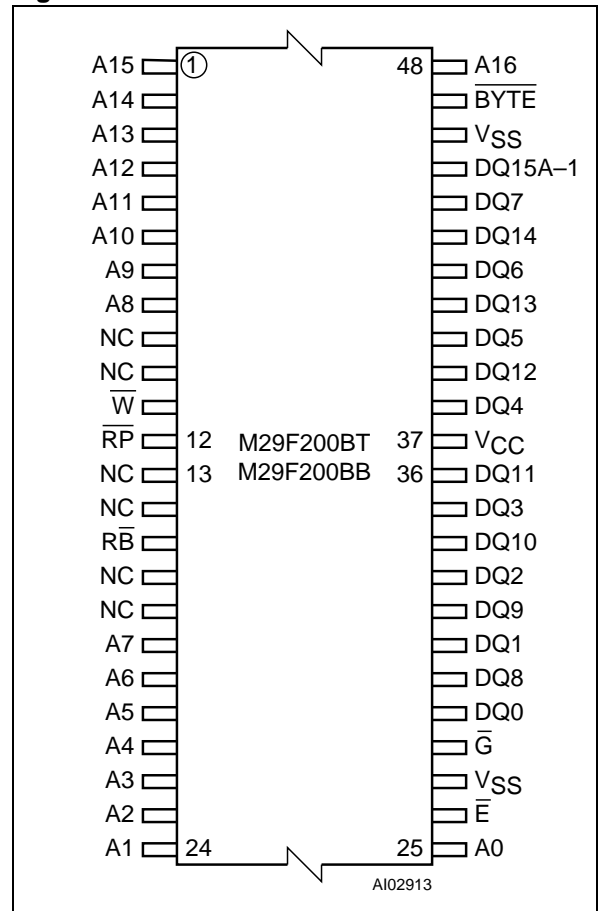 A15 1 48 A16
A14 B̅Y̅T̅E̅
A13 VSS
A12 DQ15A–1
A11 DQ7
A10 DQ14
A9 DQ6
A8 DQ13
NC DQ5
NC DQ12
W̅ DQ4
R̅P̅ 12 M29F200BT 37 VCC
NC 13 M29F200BB 36 DQ11
NC DQ3
RB̅ DQ10
NC DQ2
NC DQ9
A7 DQ1
A6 DQ8
A5 DQ0
A4 G̅
A3 VSS
A2 E̅
A1 24 25 A0
AI02913